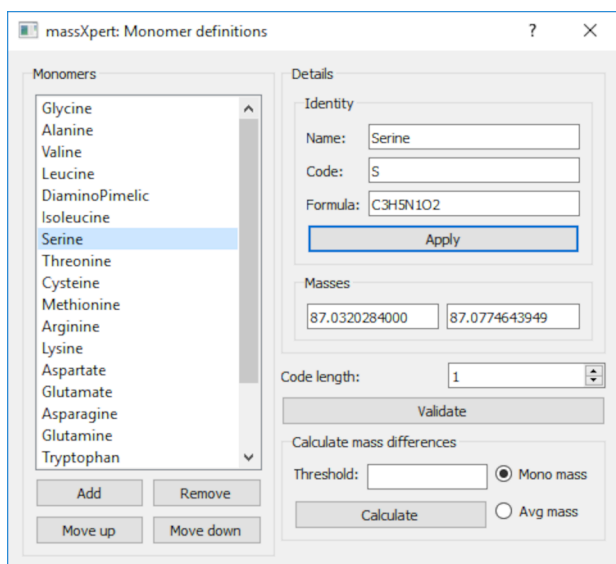 massXpert: Monomer definitions
Monomers
Glycine
Alanine
Valine
Leucine
DiaminoPimelic
Isoleucine
Serine
Threonine
Cysteine
Methionine
Arginine
Lysine
Aspartate
Glutamate
Asparagine
Glutamine
Tryptophan
Add Remove
Move up Move down
Details
Identity
Name: Serine
Code: S
Formula: C3H5N1O2
Apply
Masses
87.0320284000 87.0774643949
Code length: 1
Validate
Calculate mass differences
Threshold: Mono mass
Calculate Avg mass